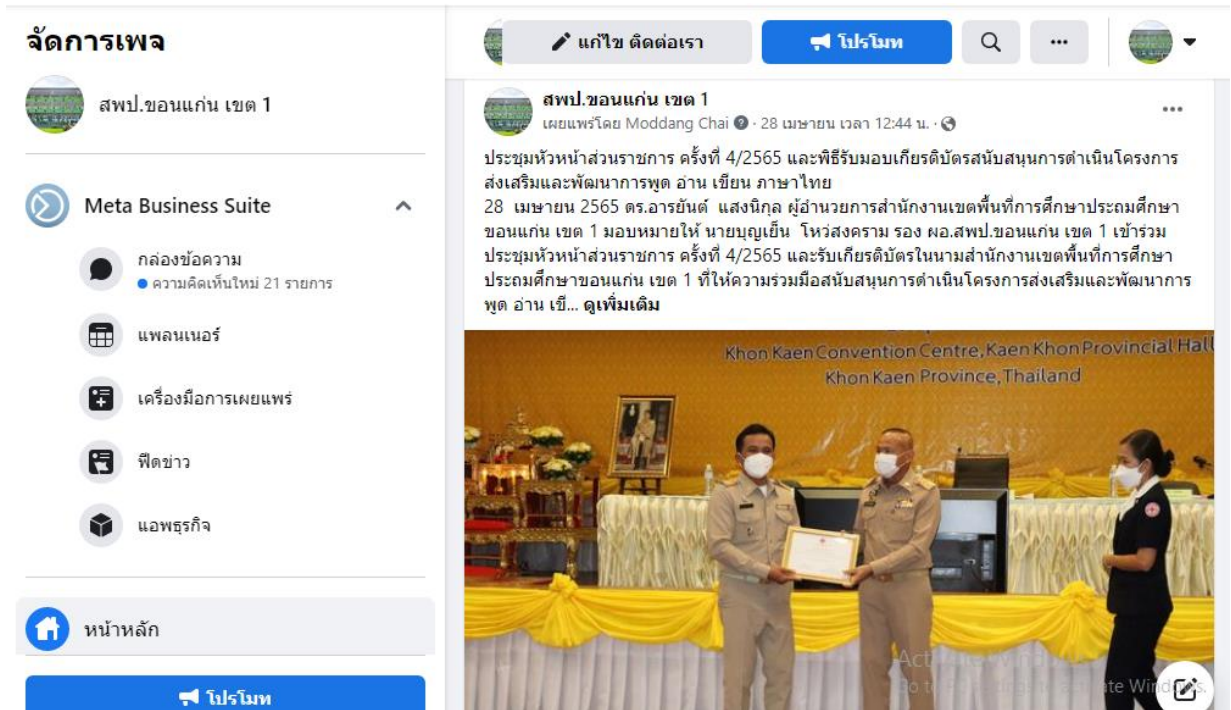 จัดการเพจ
สพป.ขอนแก่น เขต 1
Meta Business Suite
กล่องข้อความ
ความคิดเห็นใหม่ 21 รายการ
แพลนเนอร์
เครื่องมือการเผยแพร่
ฟีดข่าว
แอพธุรกิจ
หน้าหลัก
โปรโมท
แก้ไข ติดต่อเรา
โปรโมท
สพป.ขอนแก่น เขต 1
เผยแพร่โดย Moddang Chai · 28 เมษายน เวลา 12:44 น. ·
ประชุมหัวหน้าส่วนราชการ ครั้งที่ 4/2565 และพิธีรับมอบเกียรติบัตรสนับสนุนการดำเนินโครงการ
ส่งเสริมและพัฒนาการพูด อ่าน เขียน ภาษาไทย
28 เมษายน 2565 ดร.อารยันต์ แสงนิกุล ผู้อำนวยการสำนักงานเขตพื้นที่การศึกษาประถมศึกษา
ขอนแก่น เขต 1 มอบหมายให้ นายบุญเย็น โหว่สงคราม รอง ผอ.สพป.ขอนแก่น เขต 1 เข้าร่วม
ประชุมหัวหน้าส่วนราชการ ครั้งที่ 4/2565 และรับเกียรติบัตรในนามสำนักงานเขตพื้นที่การศึกษา
ประถมศึกษาขอนแก่น เขต 1 ที่ให้ความร่วมมือสนับสนุนการดำเนินโครงการส่งเสริมและพัฒนาการ
พูด อ่าน เขี... ดูเพิ่มเติม
Khon Kaen Convention Centre, Kaen Khon Provincial Hall
Khon Kaen Province, Thailand